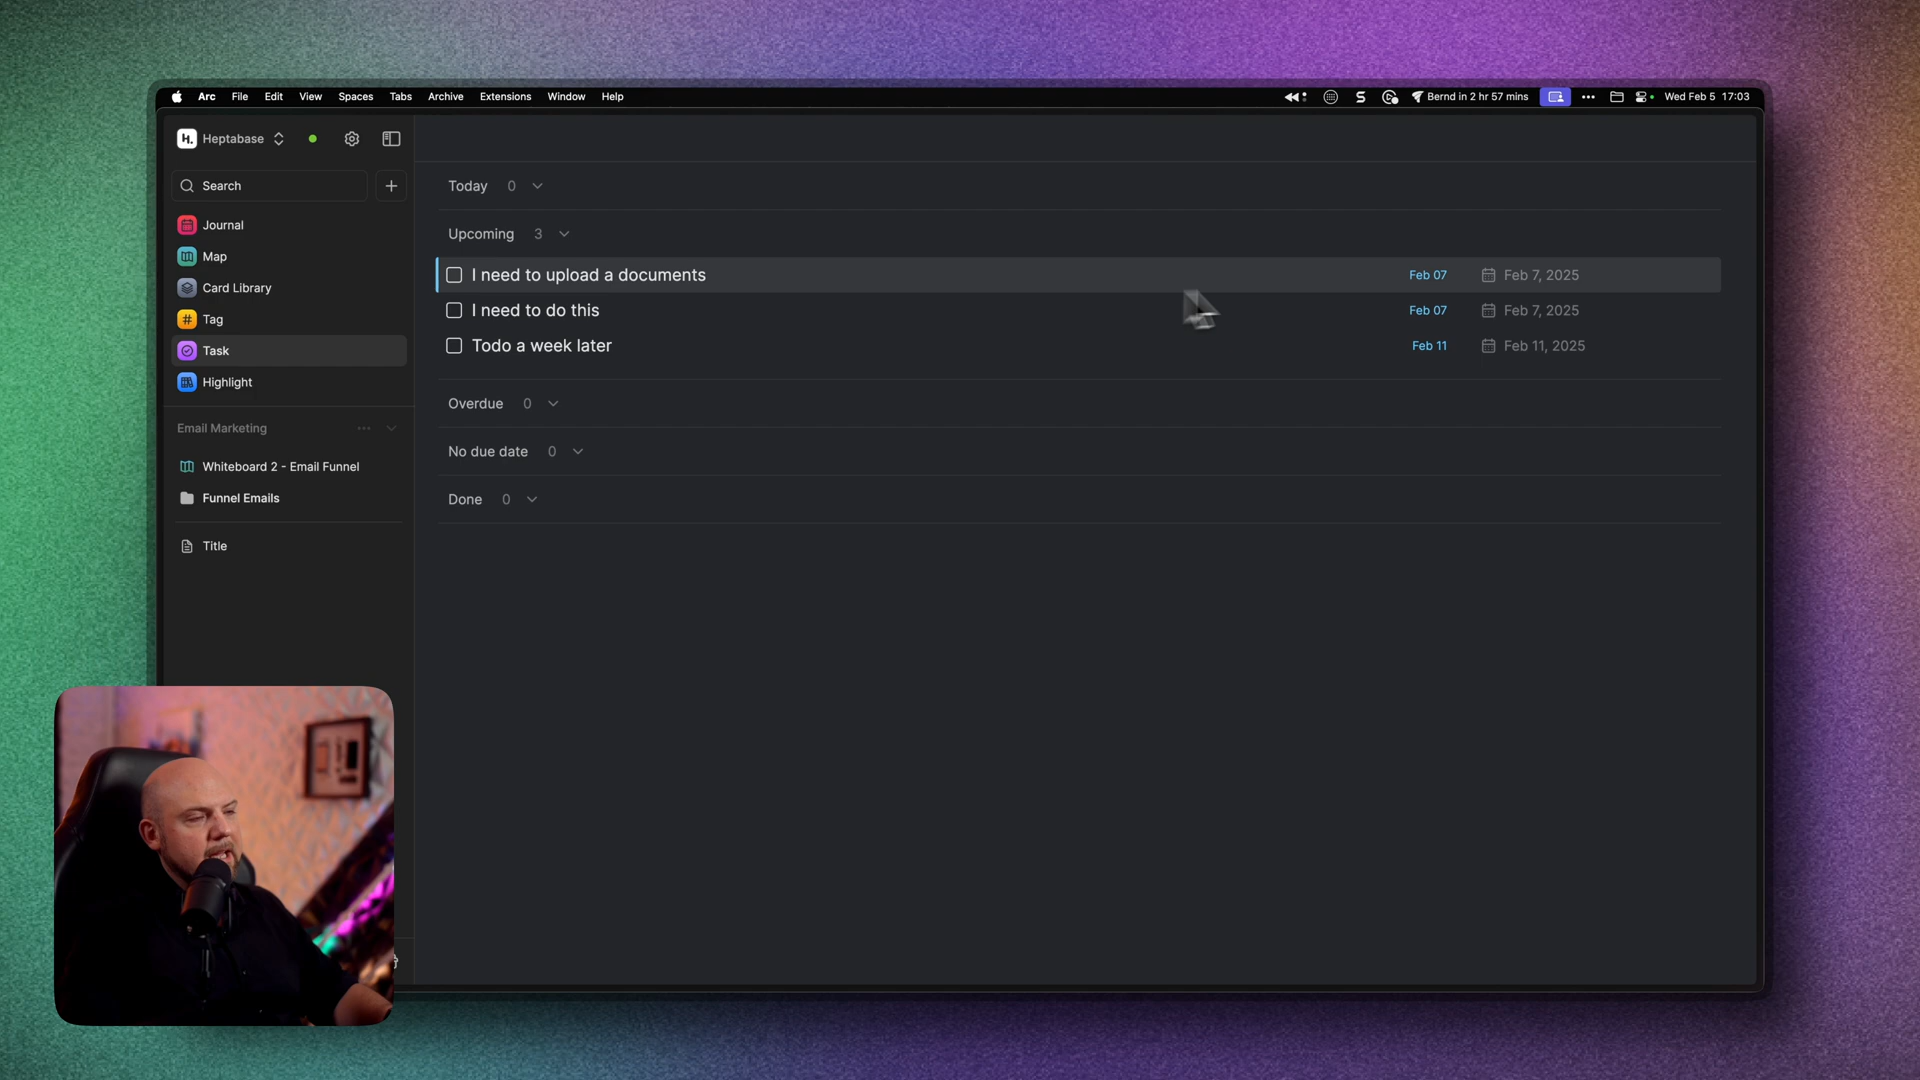 Arc File Edit View Spaces Tabs Archive Extensions Window Help
Bernd in 2 hr 57 mins
Wed Feb 5 17:03
Heptabase
Search
Journal
Map
Card Library
Tag
Task
Highlight
Email Marketing
Whiteboard 2 - Email Funnel
Funnel Emails
Title
Today 0
Upcoming 3
I need to upload a documents Feb 07 Feb 7, 2025
I need to do this Feb 07 Feb 7, 2025
Todo a week later Feb 11 Feb 11, 2025
Overdue 0
No due date 0
Done 0